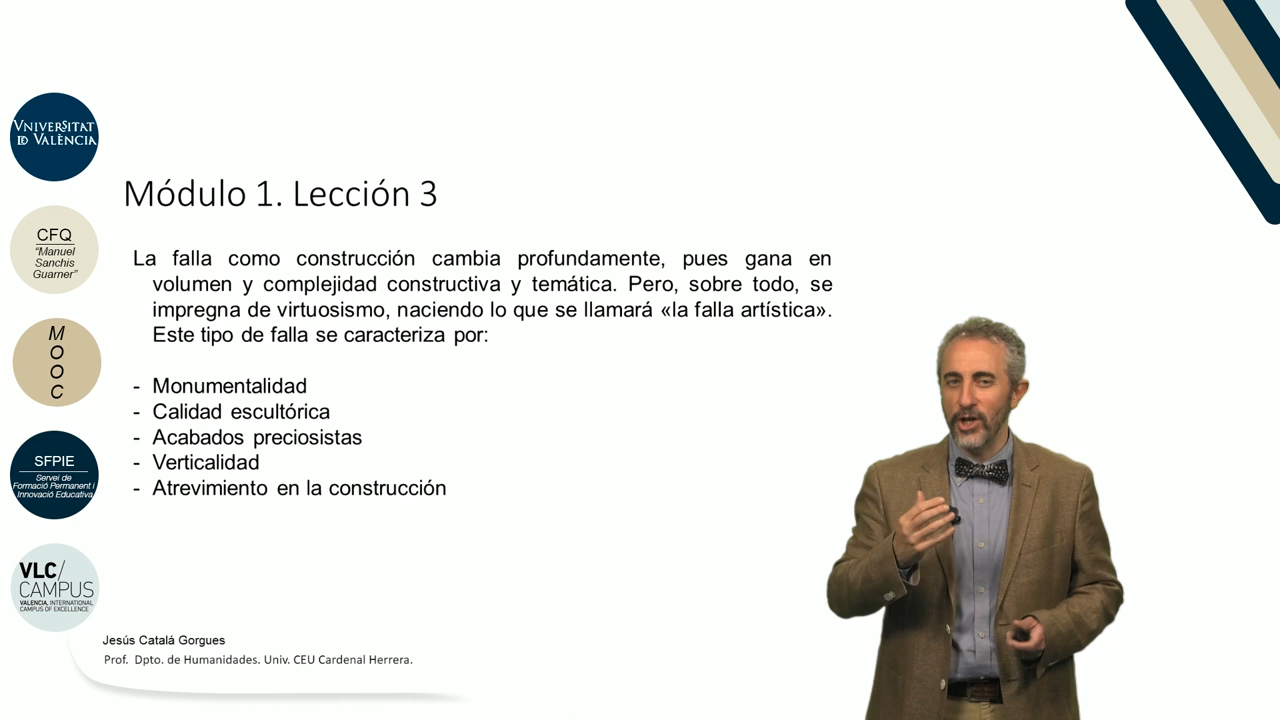 VNIVERSITAT
ID VALÈNCIA
CFQ
“Manuel
Sanchis
Guarner”
M
O
O
C
SFPIE
Servei de
Formació Permanent i
Innovació Educativa
VLC/
CAMPUS
VALENCIA, INTERNATIONAL
CAMPUS OF EXCELLENCE
Módulo 1. Lección 3
La falla como construcción cambia profundamente, pues gana en
volumen y complejidad constructiva y temática. Pero, sobre todo, se
impregna de virtuosismo, naciendo lo que se llamará «la falla artística».
Este tipo de falla se caracteriza por:
- Monumentalidad
- Calidad escultórica
- Acabados preciosistas
- Verticalidad
- Atrevimiento en la construcción
Jesús Catalá Gorgues
Prof. Dpto. de Humanidades. Univ. CEU Cardenal Herrera.